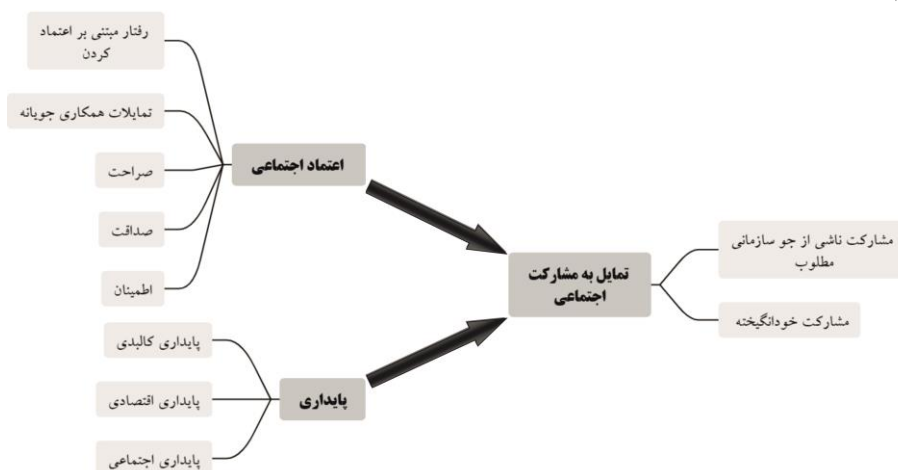 رفتار مبتنی بر اعتماد
کردن
تمایلات همکاری جویانه
صراحت
صداقت
اطمینان
اعتماد اجتماعی
پایداری کالبدی
پایداری اقتصادی
پایداری اجتماعی
پایداری
تمایل به مشارکت
اجتماعی
مشارکت ناشی از جو سازمانی
مطلوب
مشارکت خودانگیخته